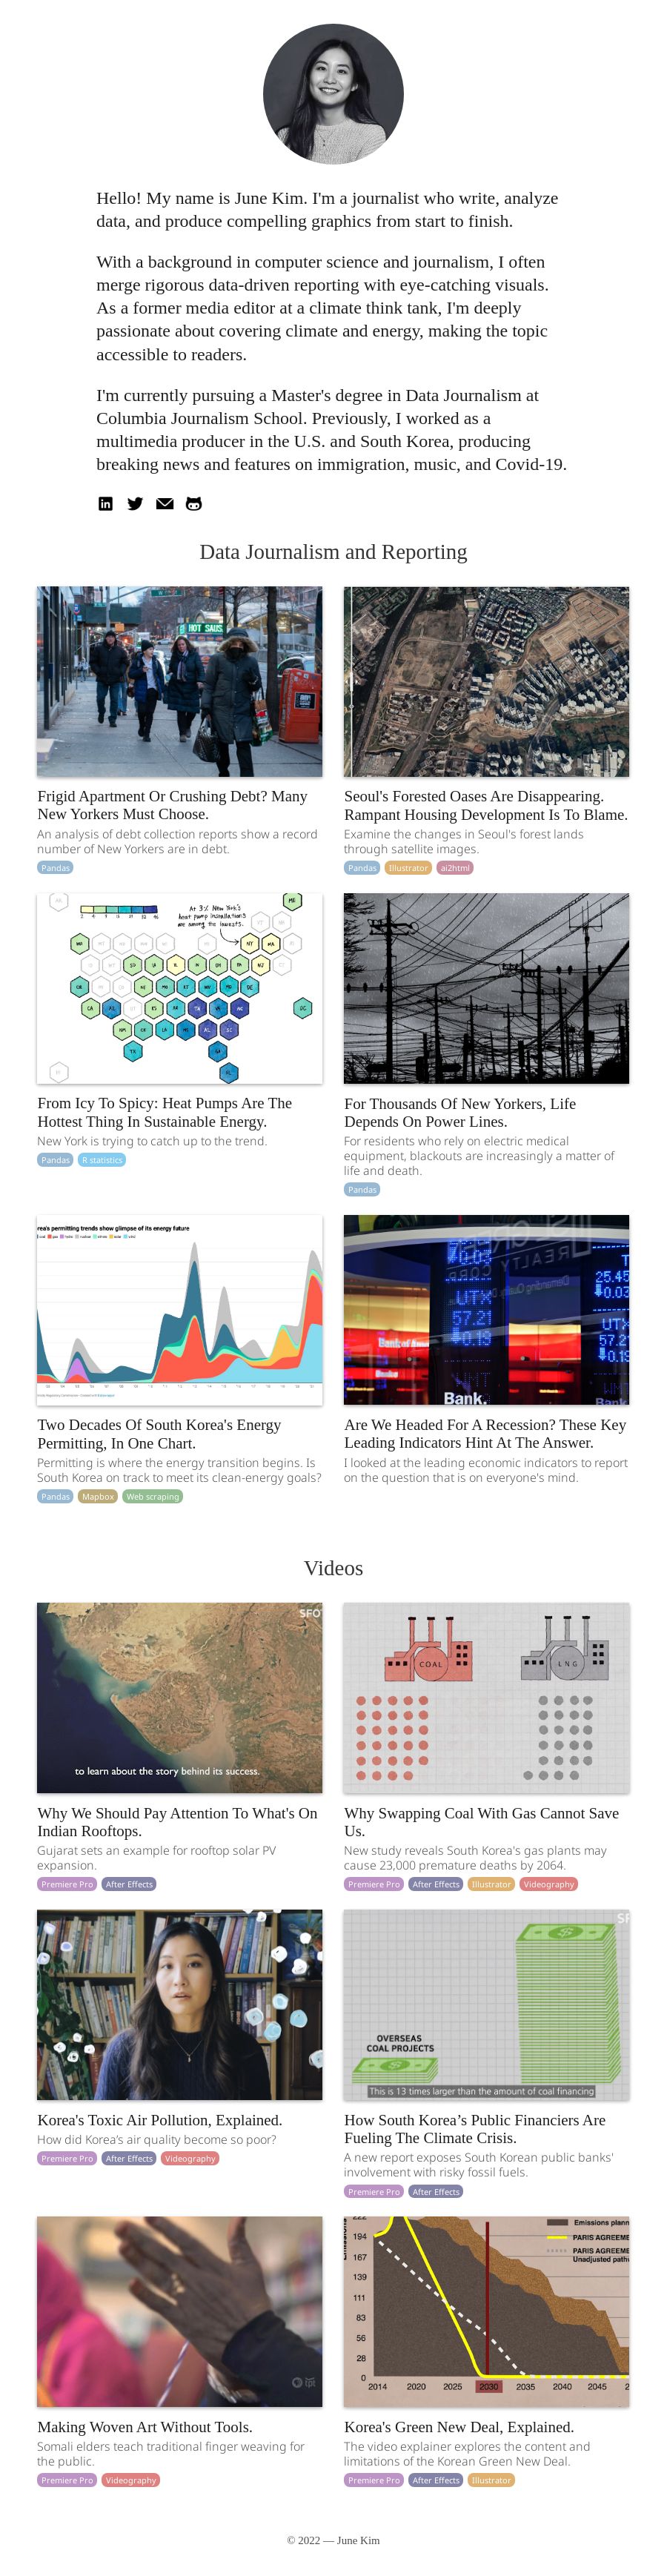 Hello! My name is June Kim. I'm a journalist who write, analyze
data, and produce compelling graphics from start to finish.
With a background in computer science and journalism, I often
merge rigorous data-driven reporting with eye-catching visuals.
As a former media editor at a climate think tank, I'm deeply
passionate about covering climate and energy, making the topic
accessible to readers.
I'm currently pursuing a Master's degree in Data Journalism at
Columbia Journalism School. Previously, I worked as a
multimedia producer in the U.S. and South Korea, producing
breaking news and features on immigration, music, and Covid-19.
Data Journalism and Reporting
HOT SAUS
Frigid Apartment Or Crushing Debt? Many
New Yorkers Must Choose.
An analysis of debt collection reports show a record
number of New Yorkers are in debt.
Pandas
Seoul's Forested Oases Are Disappearing.
Rampant Housing Development Is To Blame.
Examine the changes in Seoul's forest lands
through satellite images.
Pandas Illustrator ai2html
At 3% New York's
heat pump installations
are among the lowests.
From Icy To Spicy: Heat Pumps Are The
Hottest Thing In Sustainable Energy.
New York is trying to catch up to the trend.
Pandas R statistics
For Thousands Of New Yorkers, Life
Depends On Power Lines.
For residents who rely on electric medical
equipment, blackouts are increasingly a matter of
life and death.
Pandas
rea's permitting trends show glimpse of its energy future
Two Decades Of South Korea's Energy
Permitting, In One Chart.
Permitting is where the energy transition begins. Is
South Korea on track to meet its clean-energy goals?
Pandas Mapbox Web scraping
REALTY
CORP
UTX
57.21
0.19
25.45
0.03
UTX
57.2
0.19
Bank of Ame
Bank.
Are We Headed For A Recession? These Key
Leading Indicators Hint At The Answer.
I looked at the leading economic indicators to report
on the question that is on everyone's mind.
Videos
SFO
to learn about the story behind its success.
Why We Should Pay Attention To What's On
Indian Rooftops.
Gujarat sets an example for rooftop solar PV
expansion.
Premiere Pro After Effects
COAL
LNG
Why Swapping Coal With Gas Cannot Save
Us.
New study reveals South Korea's gas plants may
cause 23,000 premature deaths by 2064.
Premiere Pro After Effects Illustrator Videography
Korea's Toxic Air Pollution, Explained.
How did Korea’s air quality become so poor?
Premiere Pro After Effects Videography
SF
OVERSEAS
COAL PROJECTS
This is 13 times larger than the amount of coal financing
How South Korea’s Public Financiers Are
Fueling The Climate Crisis.
A new report exposes South Korean public banks'
involvement with risky fossil fuels.
Premiere Pro After Effects
tpt
Making Woven Art Without Tools.
Somali elders teach traditional finger weaving for
the public.
Premiere Pro Videography
Emissions plann
PARIS AGREEME
PARIS AGREEME
Unadjusted path
222
194
167
139
111
83
56
28
0
2014 2020 2025 2030 2035 2040 2045 2
Korea's Green New Deal, Explained.
The video explainer explores the content and
limitations of the Korean Green New Deal.
Premiere Pro After Effects Illustrator
© 2022 — June Kim